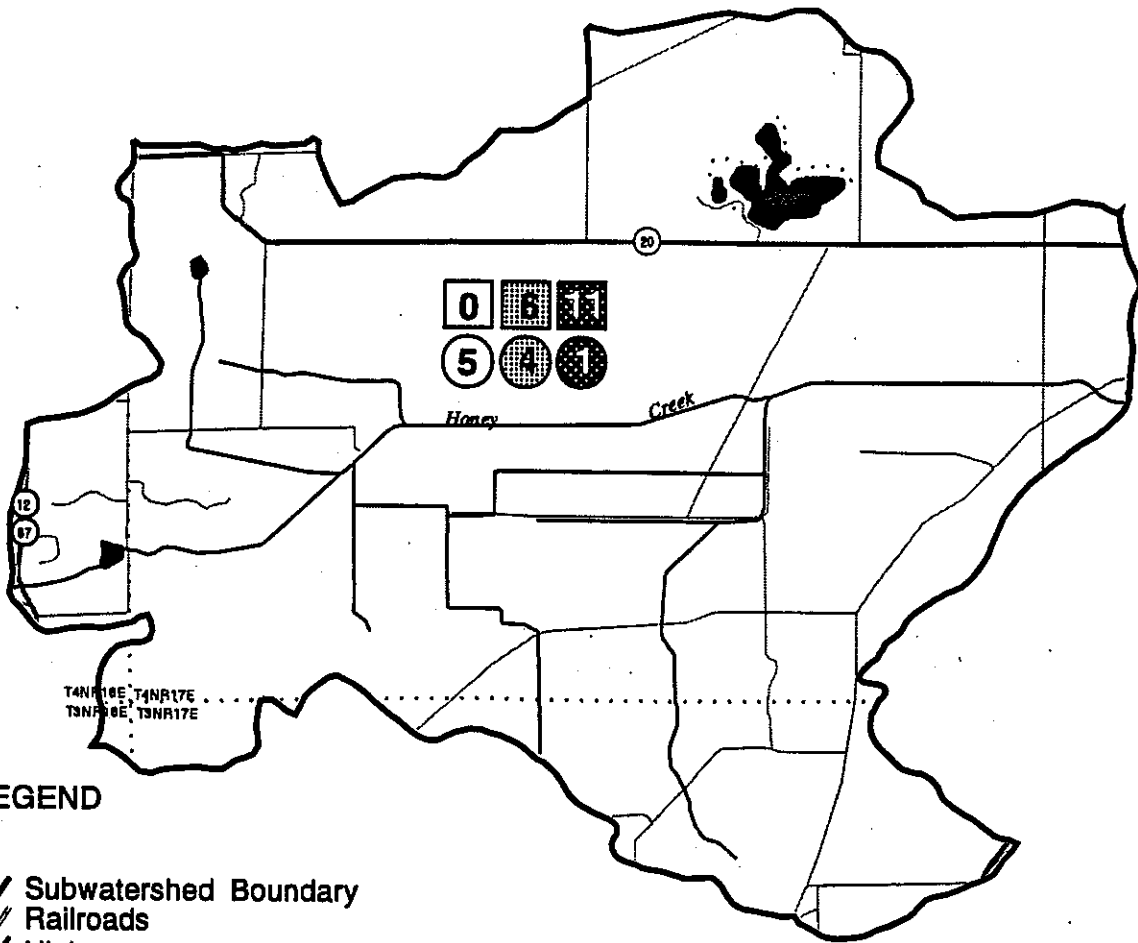 20
0 6 11
5 4 1
Honey Creek
12
67
T4NR16E T4NR17E
T3NR16E T3NR17E
EGEND
Subwatershed Boundary
Railroads